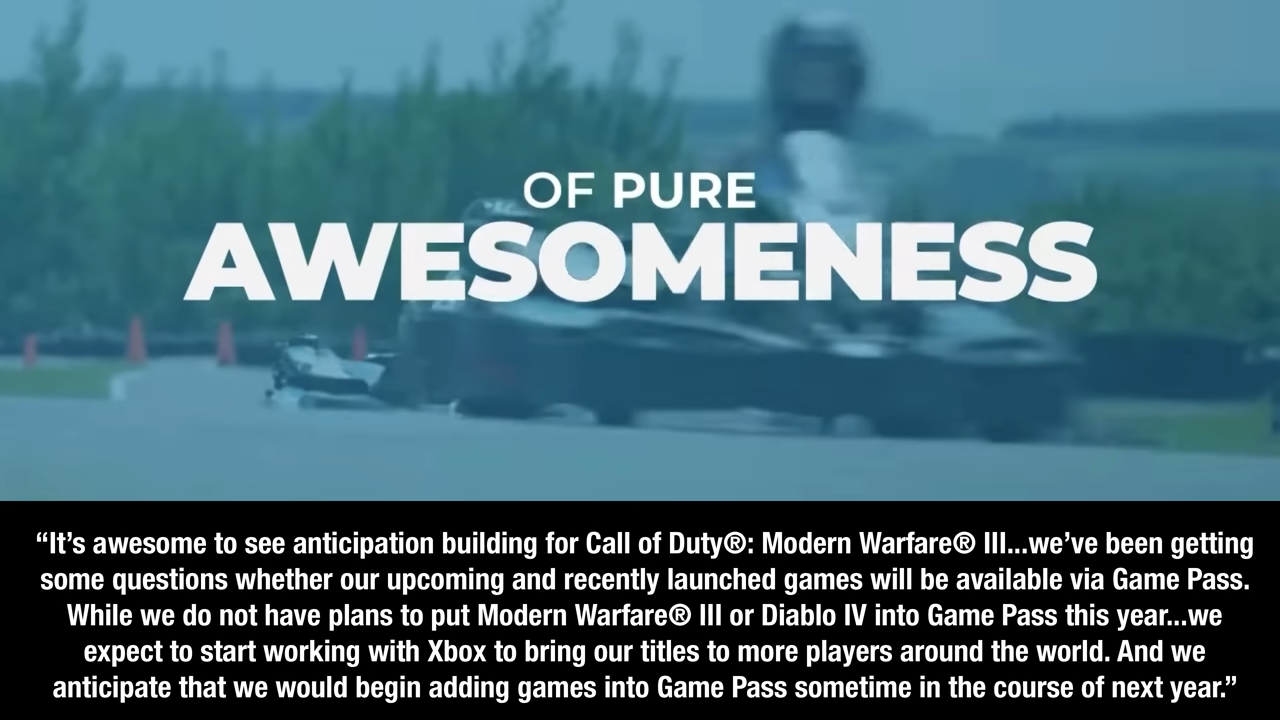 OF PURE
AWESOMENESS
“It’s awesome to see anticipation building for Call of Duty®: Modern Warfare® III...we’ve been getting
some questions whether our upcoming and recently launched games will be available via Game Pass.
While we do not have plans to put Modern Warfare® III or Diablo IV into Game Pass this year...we
expect to start working with Xbox to bring our titles to more players around the world. And we
anticipate that we would begin adding games into Game Pass sometime in the course of next year.”